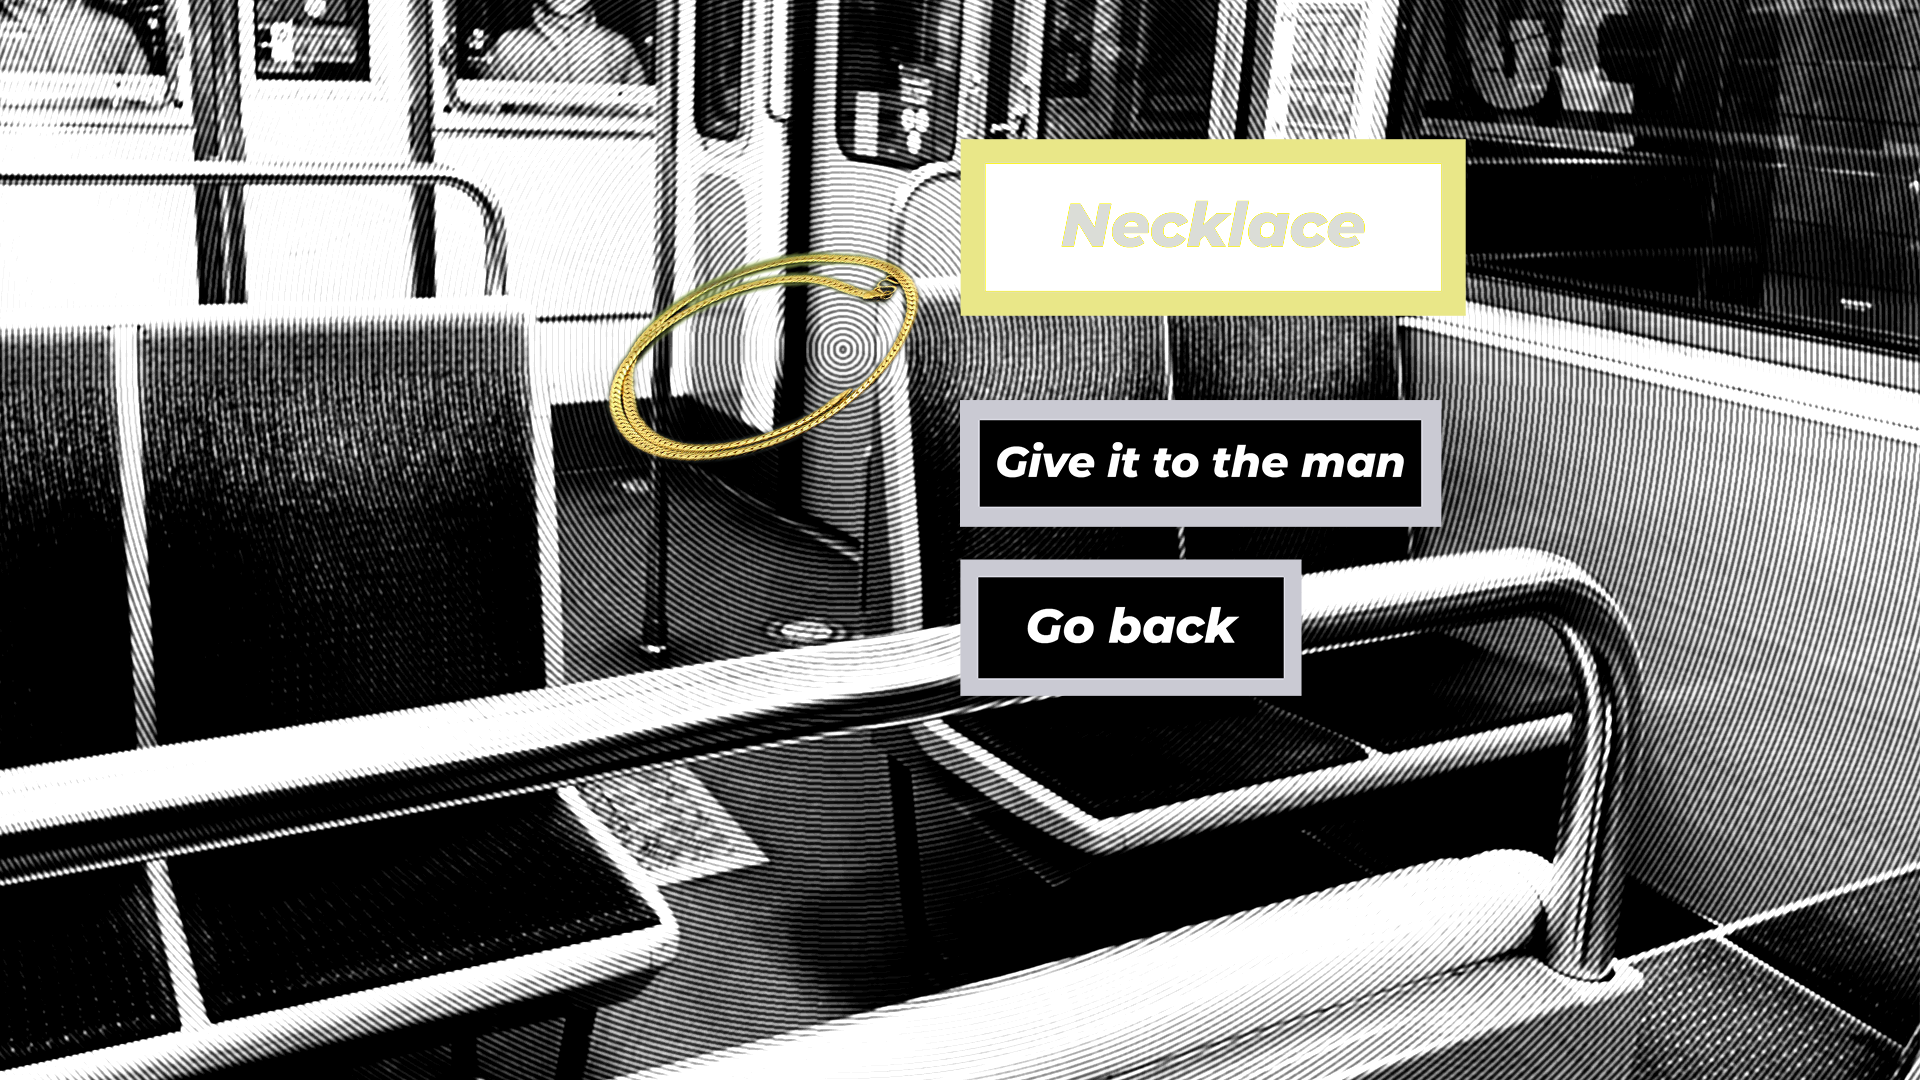 Necklace
Give it to the man
Go back